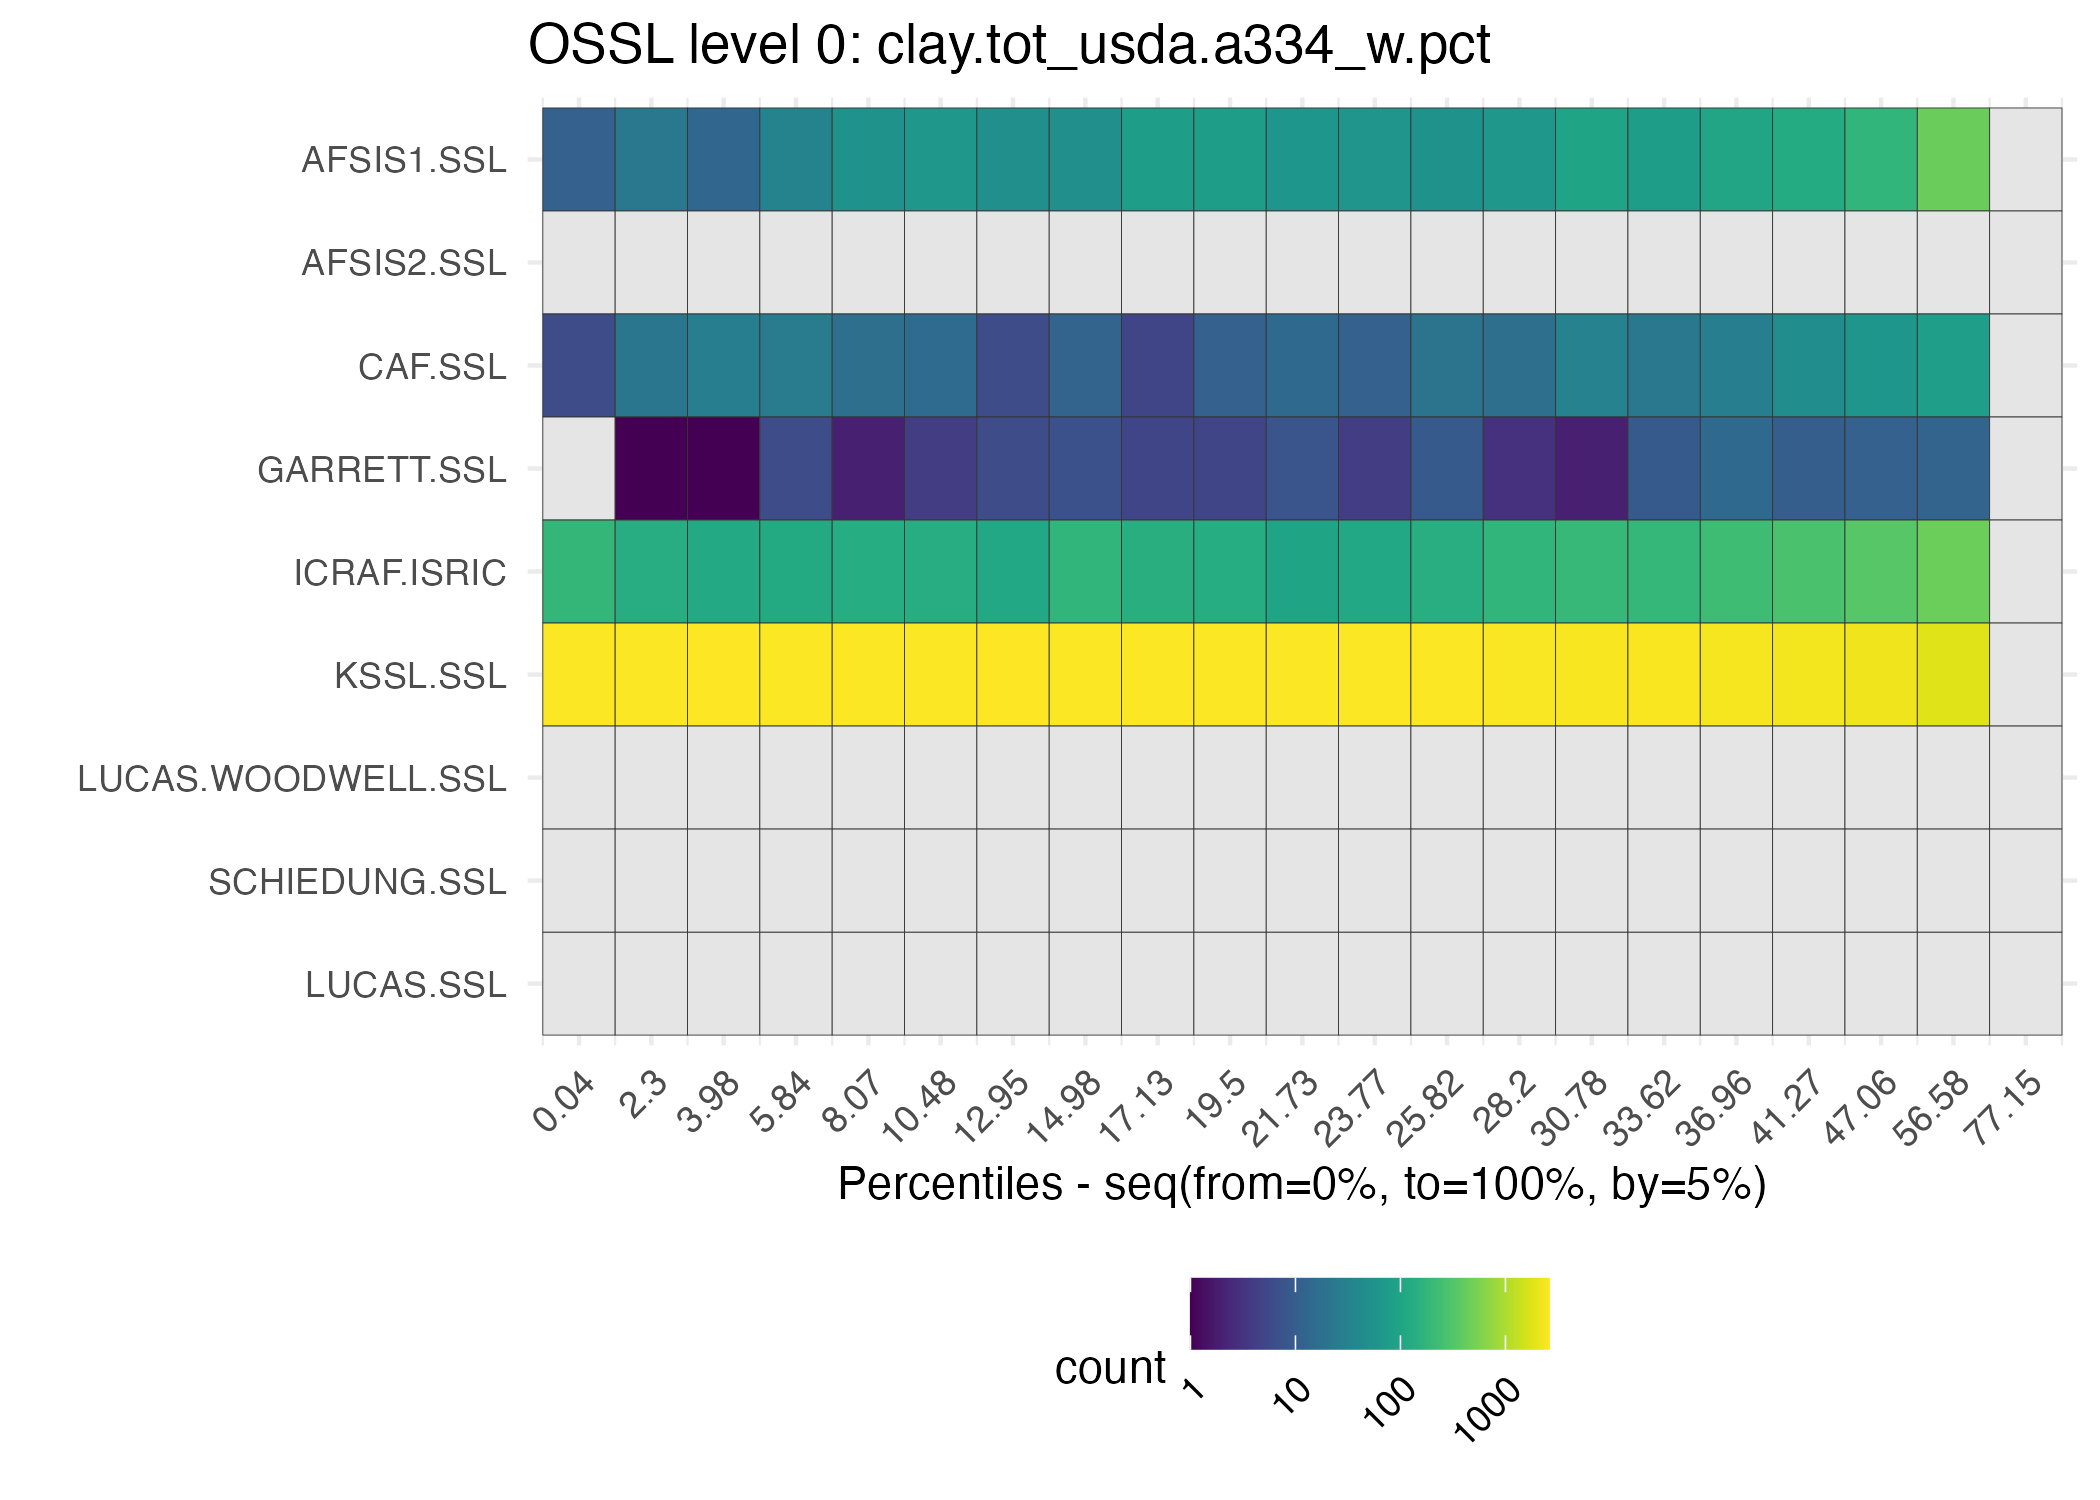 OSSL level 0: clay.tot_usda.a334_w.pct
AFSIS1.SSL
AFSIS2.SSL
CAF.SSL
GARRETT.SSL
ICRAF.ISRIC
KSSL.SSL
LUCAS.WOODWELL.SSL
SCHIEDUNG.SSL
LUCAS.SSL
0.04 2.3 3.98 5.84 8.07 10.48 12.95 14.98 17.13 19.5 21.73 23.77 25.82 28.2 30.78 33.62 36.96 41.27 47.06 56.58 77.15
Percentiles - seq(from=0%, to=100%, by=5%)
count
1 10 100 1000